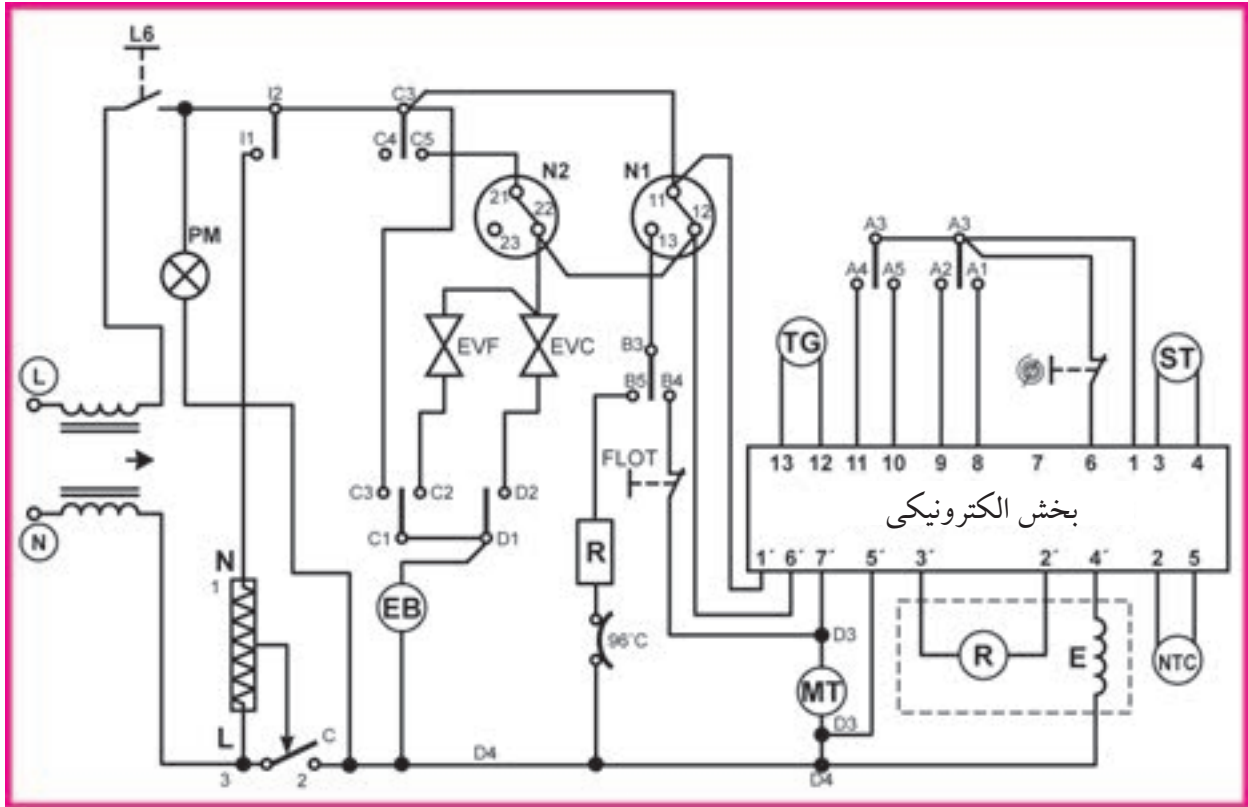 L6
I2
C3
I1
C4
C5
N2
N1
21
22
23
11
12
13
PM
A3
A3
A4
A5
A2
A1
EVF
EVC
TG
ST
B3
B5
B4
L
FLOT
13 12 11 10 9 8 7 6 1 3 4
C3
C2
D2
بخش الکترونیکی
N
C1
D1
R
1´ 6´ 7´ 5´ 3´ 2´ 4´ 2 5
N
1
EB
96°C
D3
R
E
NTC
MT
L
C
D3
3
2
D4
D4